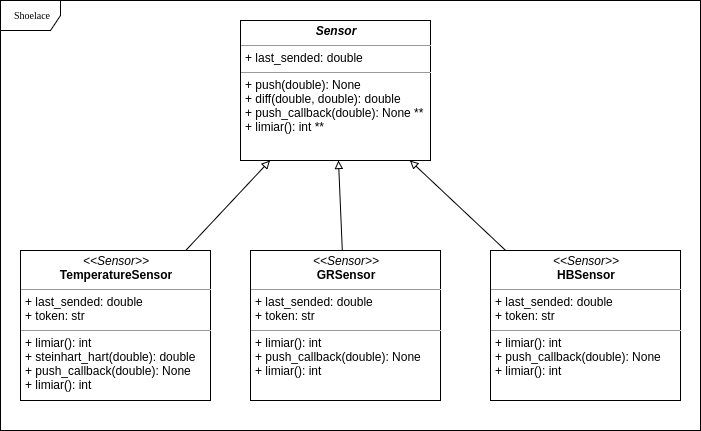 Shoelace
Sensor
+ last_sended: double
+ push(double): None
+ diff(double, double): double
+ push_callback(double): None **
+ limiar(): int **
<<Sensor>>
TemperatureSensor
+ last_sended: double
+ token: str
+ limiar(): int
+ steinhart_hart(double): double
+ push_callback(double): None
+ limiar(): int
<<Sensor>>
GRSensor
+ last_sended: double
+ token: str
+ limiar(): int
+ push_callback(double): None
+ limiar(): int
<<Sensor>>
HBSensor
+ last_sended: double
+ token: str
+ limiar(): int
+ push_callback(double): None
+ limiar(): int